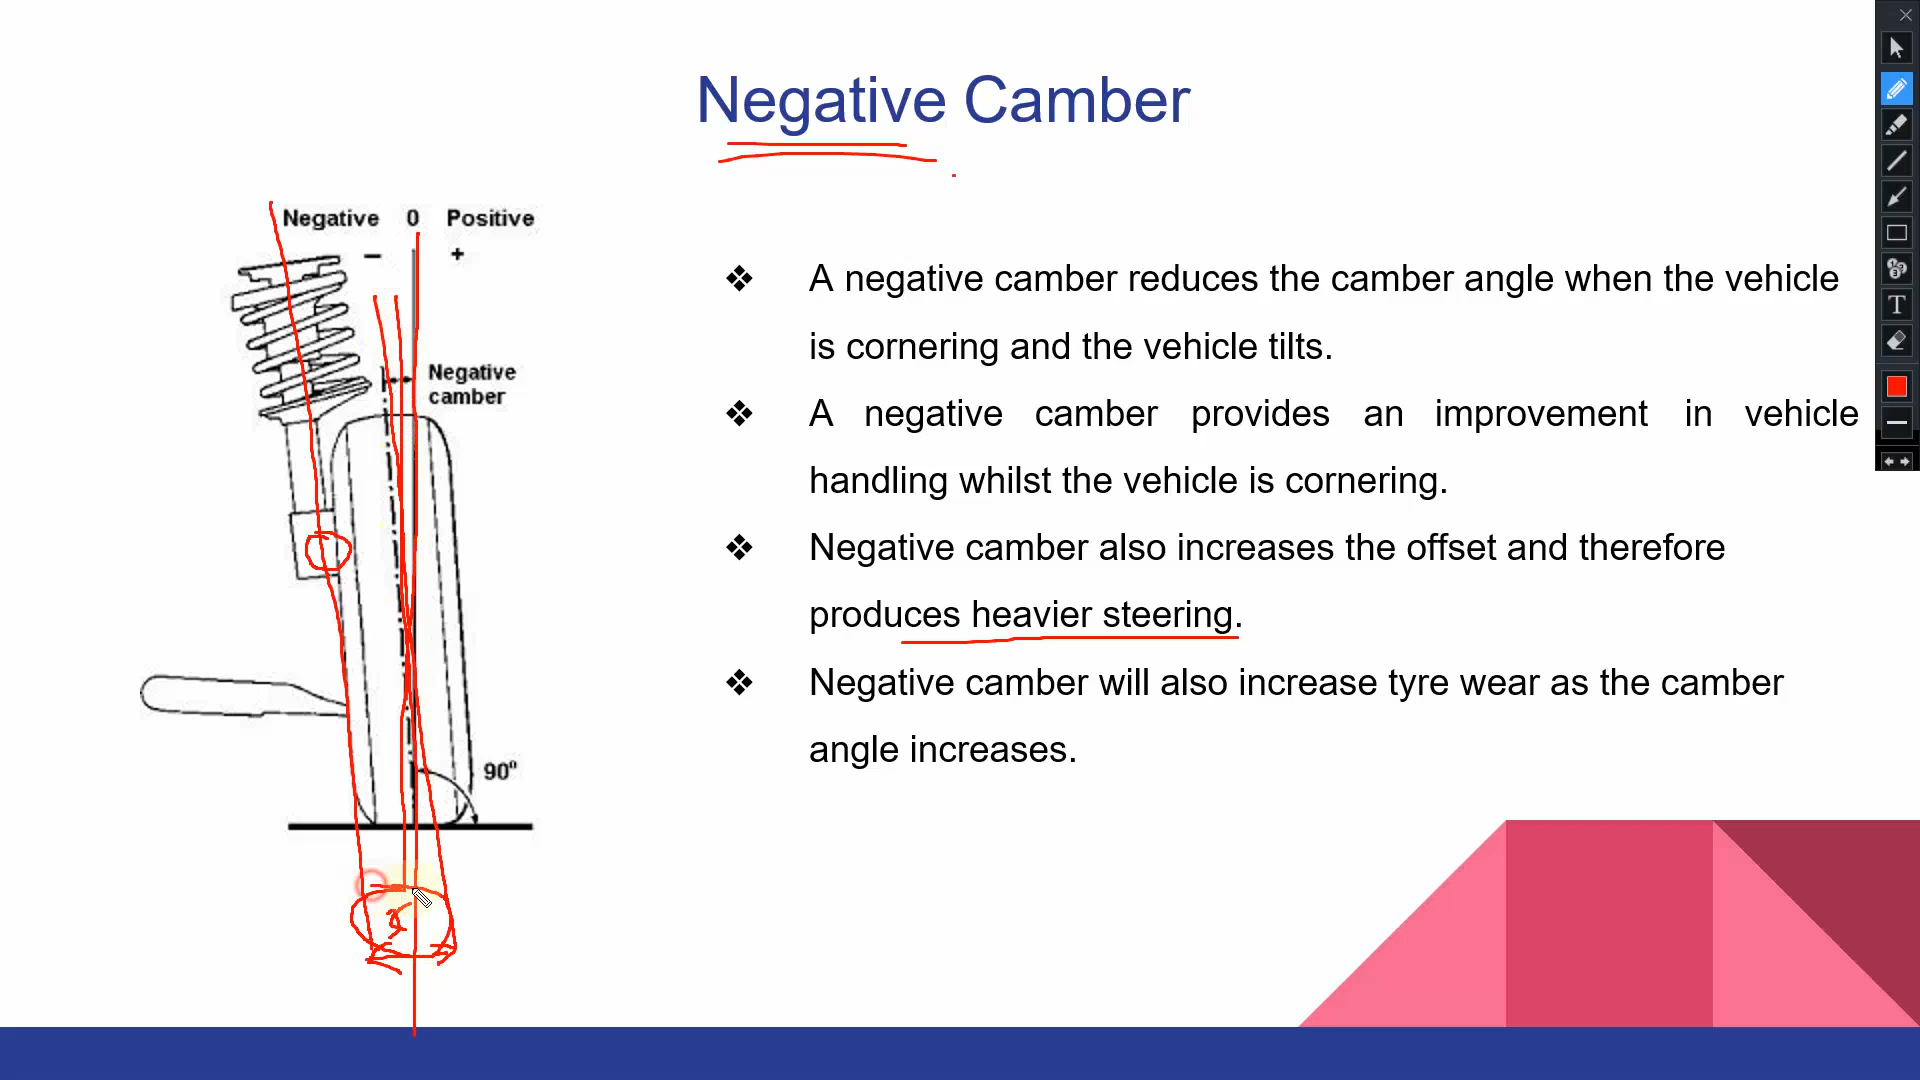 Negative Camber
Negative 0 Positive
− +
Negative
camber
90º
❖ A negative camber reduces the camber angle when the vehicle
is cornering and the vehicle tilts.
❖ A negative camber provides an improvement in vehicle
handling whilst the vehicle is cornering.
❖ Negative camber also increases the offset and therefore
produces heavier steering.
❖ Negative camber will also increase tyre wear as the camber
angle increases.
T